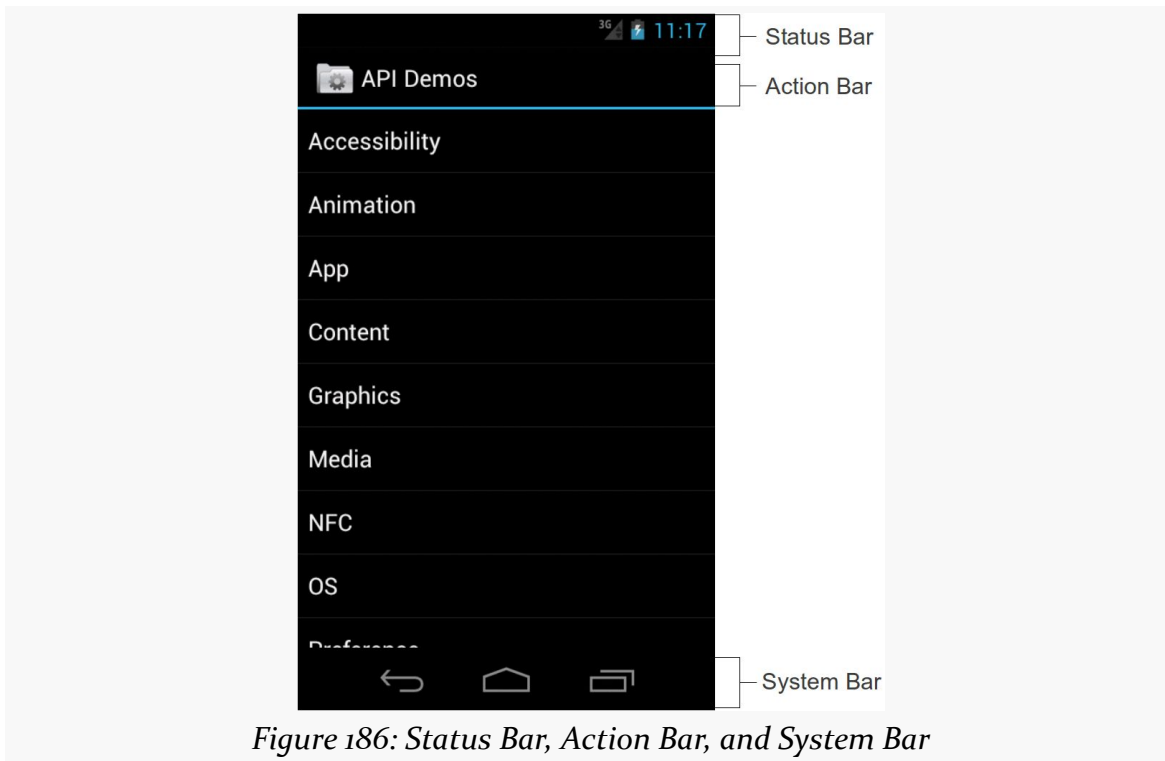 3G 11:17
Status Bar
API Demos
Action Bar
Accessibility
Animation
App
Content
Graphics
Media
NFC
OS
Preference
System Bar
Figure 186: Status Bar, Action Bar, and System Bar